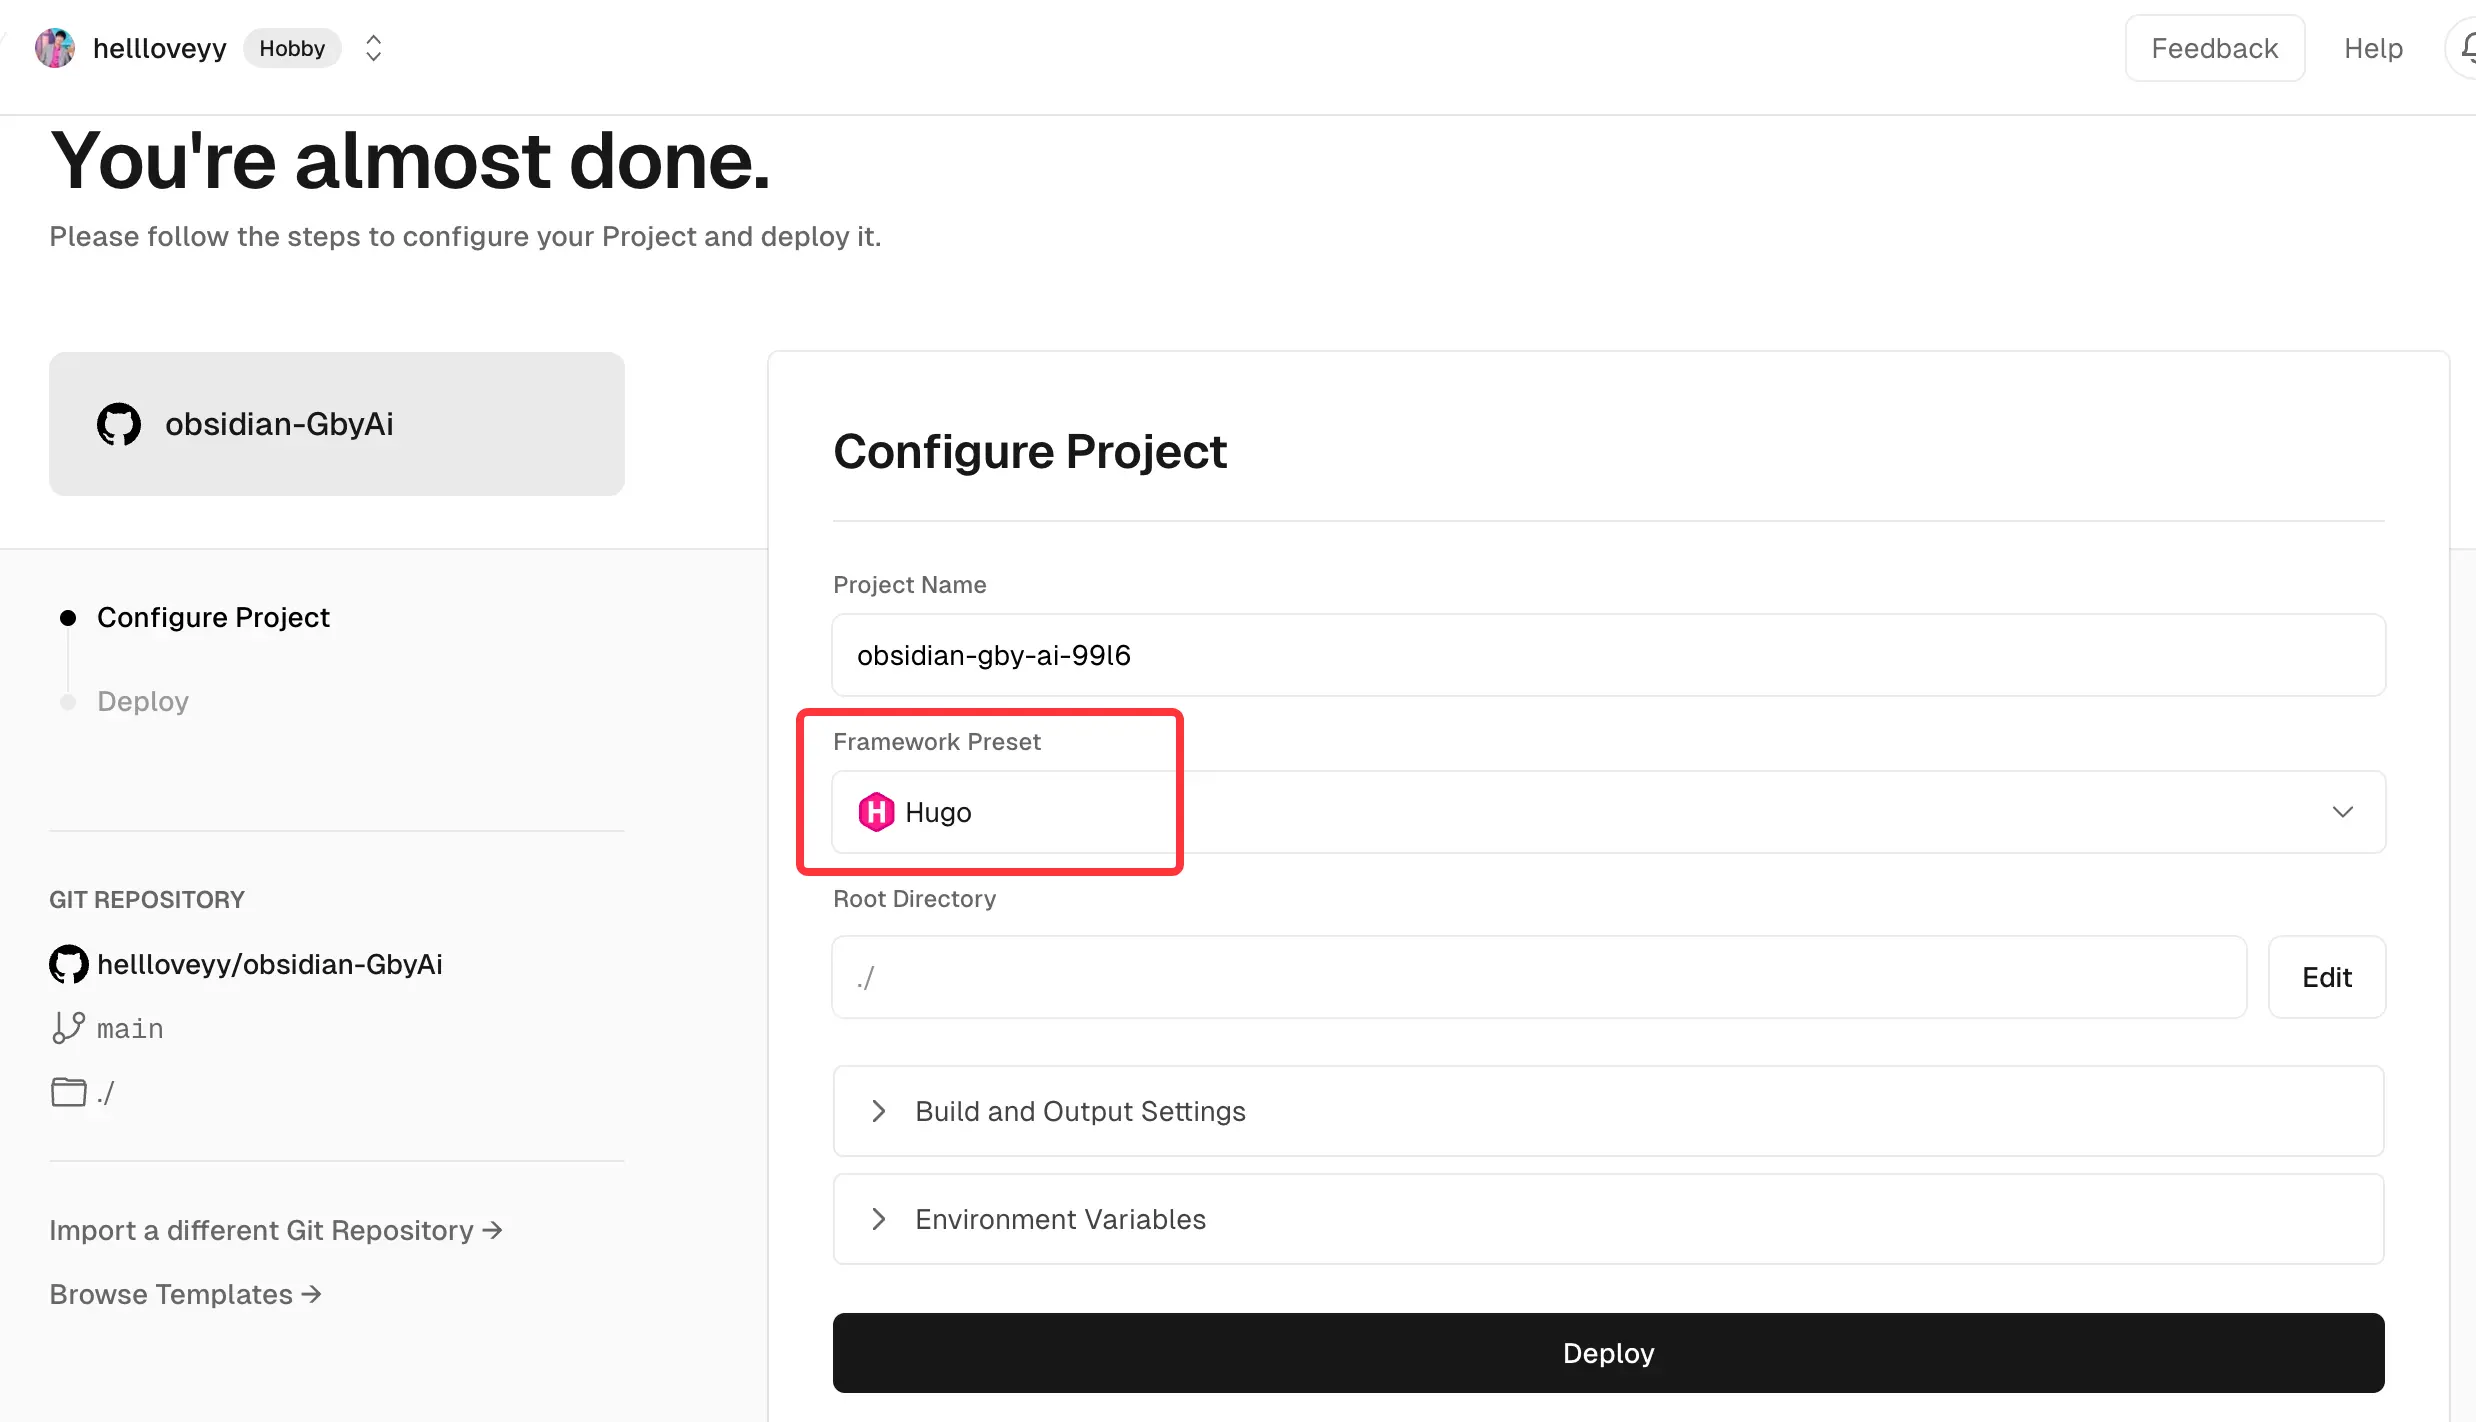 hellloveyy Hobby
Feedback
Help
You're almost done.
Please follow the steps to configure your Project and deploy it.
obsidian-GbyAi
Configure Project
Deploy
GIT REPOSITORY
hellloveyy/obsidian-GbyAi
main
./
Import a different Git Repository →
Browse Templates →
Configure Project
Project Name
obsidian-gby-ai-99l6
Framework Preset
Hugo
Root Directory
./
Edit
Build and Output Settings
Environment Variables
Deploy